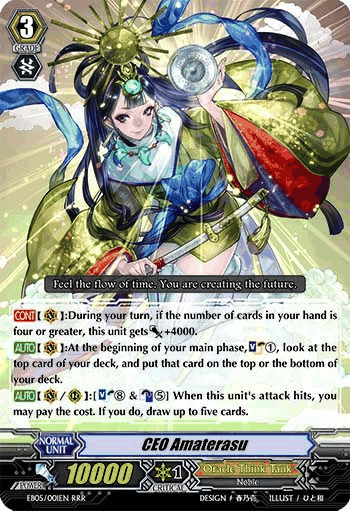 3
GRADE
Feel the flow of time. You are creating the future.
CONT【 】:During your turn, if the number of cards in your hand is
four or greater, this unit gets +4000.
AUTO【 】:At the beginning of your main phase, V①, look at the
top card of your deck, and put that card on the top or the bottom of
your deck.
AUTO【 / 】:[V⑧ & ⑤] When this unit's attack hits, you
may pay the cost. If you do, draw up to five cards.
NORMAL
UNIT
CEO Amaterasu
POWER
10000
1
CRITICAL
Oracle Think Tank
Noble
EB05/001EN RRR
DESIGN / 春乃壱 ILLUST / ひと和